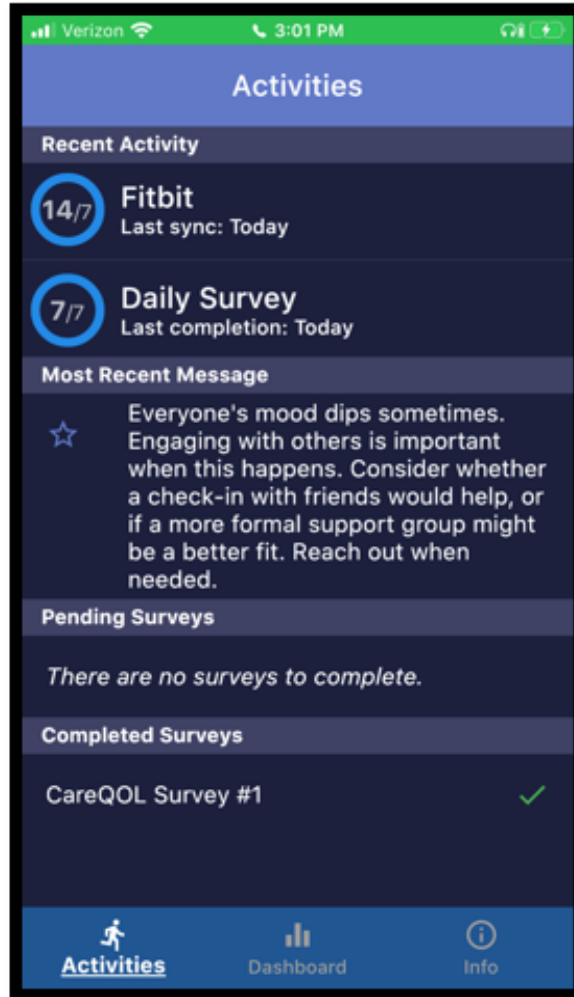 Verizon 3:01 PM
Activities
Recent Activity
14/7 Fitbit
Last sync: Today
7/7 Daily Survey
Last completion: Today
Most Recent Message
Everyone's mood dips sometimes.
Engaging with others is important
when this happens. Consider whether
a check-in with friends would help, or
if a more formal support group might
be a better fit. Reach out when
needed.
Pending Surveys
There are no surveys to complete.
Completed Surveys
CareQOL Survey #1
Activities Dashboard Info